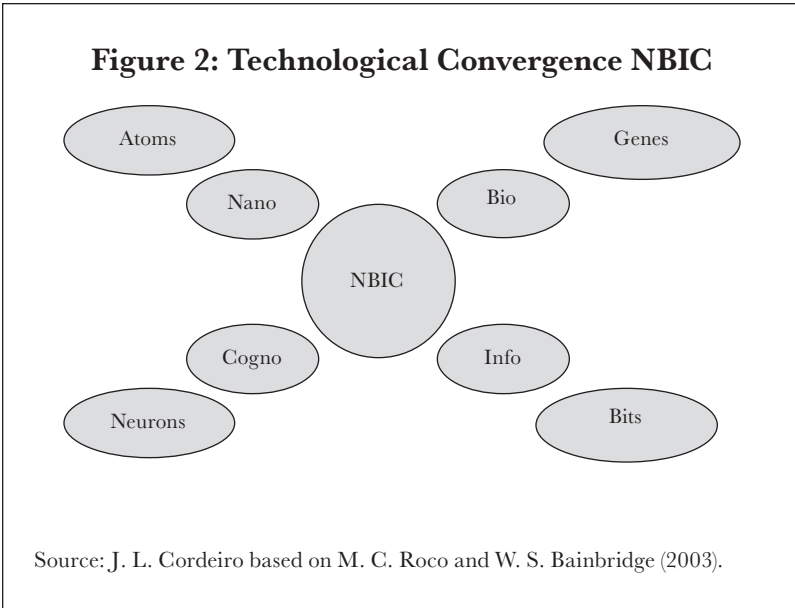 Figure 2: Technological Convergence NBIC
Atoms
Genes
Nano
Bio
NBIC
Cogno
Info
Neurons
Bits
Source: J. L. Cordeiro based on M. C. Roco and W. S. Bainbridge (2003).